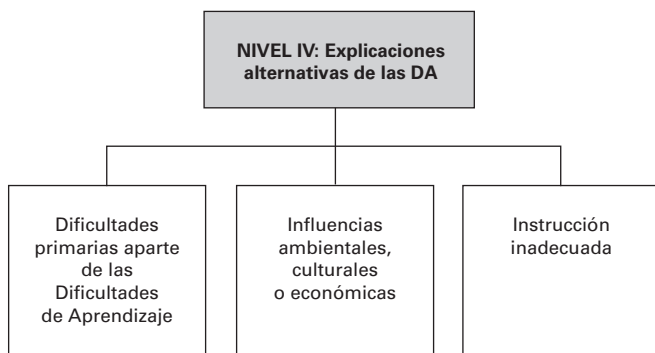 NIVEL IV: Explicaciones
alternativas de las DA
Dificultades
primarias aparte
de las
Dificultades
de Aprendizaje
Influencias
ambientales,
culturales
o económicas
Instrucción
inadecuada